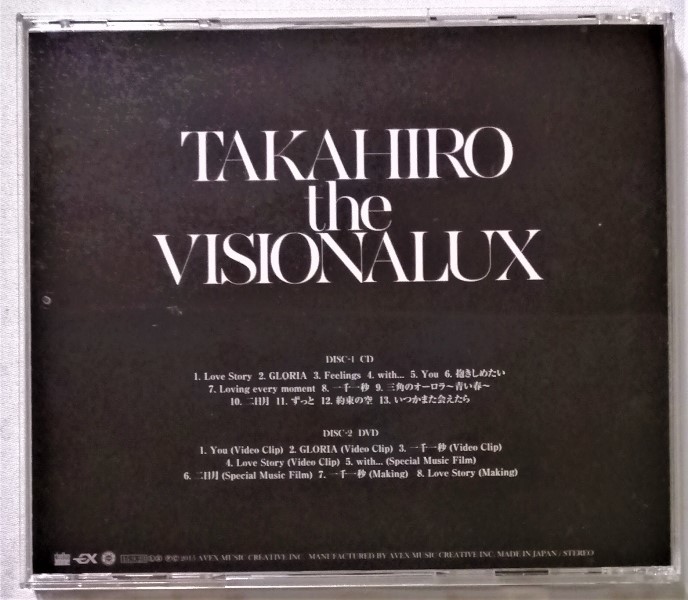 TAKAHIRO
the
VISIONALUX
DISC-1 CD
1. Love Story 2. GLORIA 3. Feelings 4. with... 5. You 6. 抱きしめたい
7. Loving every moment 8. 一千一秒 9. 三角のオーロラ～青い春～
10. 二日月 11. ずっと 12. 約束の空 13. いつかまた会えたら
DISC-2 DVD
1. You (Video Clip) 2. GLORIA (Video Clip) 3. 一千一秒 (Video Clip)
4. Love Story (Video Clip) 5. with... (Special Music Film)
6. 二日月 (Special Music Film) 7. 一千一秒 (Making) 8. Love Story (Making)
℗© 2013 AVEX MUSIC CREATIVE INC. MANUFACTURED BY AVEX MUSIC CREATIVE INC. MADE IN JAPAN / STEREO